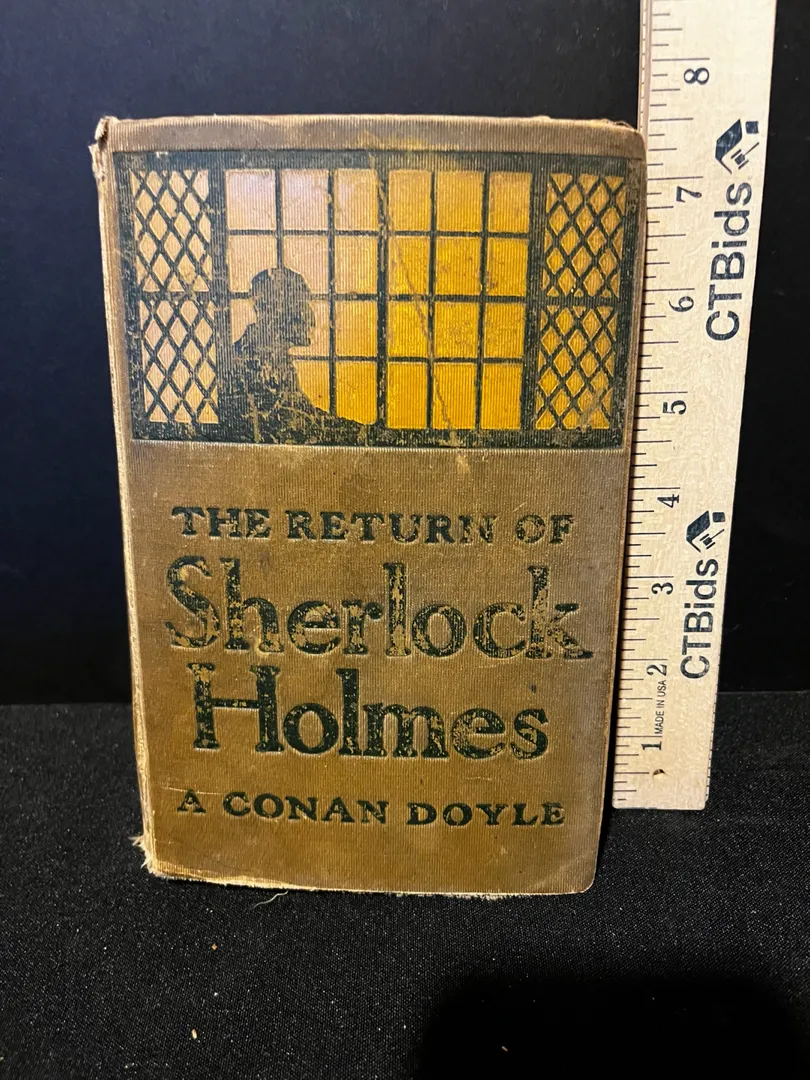 THE RETURN OF
Sherlock
Holmes
A CONAN DOYLE
8
7
6
5
4
3
2
1
CTBids
CTBids
MADE IN USA